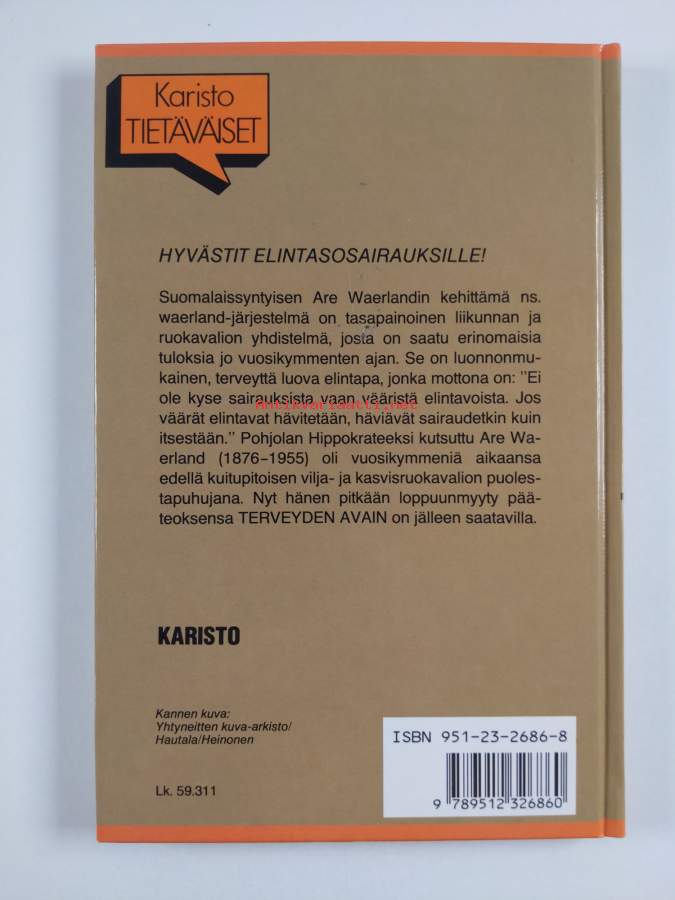 Karisto
TIETÄVÄISET
HYVÄSTIT ELINTASOSAIRAUKSILLE!
Suomalaissyntyisen Are Waerlandin kehittämä ns.
waerland-järjestelmä on tasapainoinen liikunnan ja
ruokavalion yhdistelmä, josta on saatu erinomaisia
tuloksia jo vuosikymmenten ajan. Se on luonnonmu-
kainen, terveyttä luova elintapa, jonka mottona on: "Ei
ole kyse sairauksista vaan vääristä elintavoista. Jos
antikvariaatti.net
väärät elintavat hävitetään, häviävät sairaudetkin kuin
itsestään." Pohjolan Hippokrateeksi kutsuttu Are Wa-
erland (1876–1955) oli vuosikymmeniä aikaansa
edellä kuitupitoisen vilja- ja kasvisruokavalion puoles-
tapuhujana. Nyt hänen pitkään loppuunmyyty pää-
teoksensa TERVEYDEN AVAIN on jälleen saatavilla.
KARISTO
Kannen kuva:
Yhtyneitten kuva-arkisto/
Hautala/Heinonen
Lk. 59.311
ISBN 951-23-2686-8
9 789512 326860